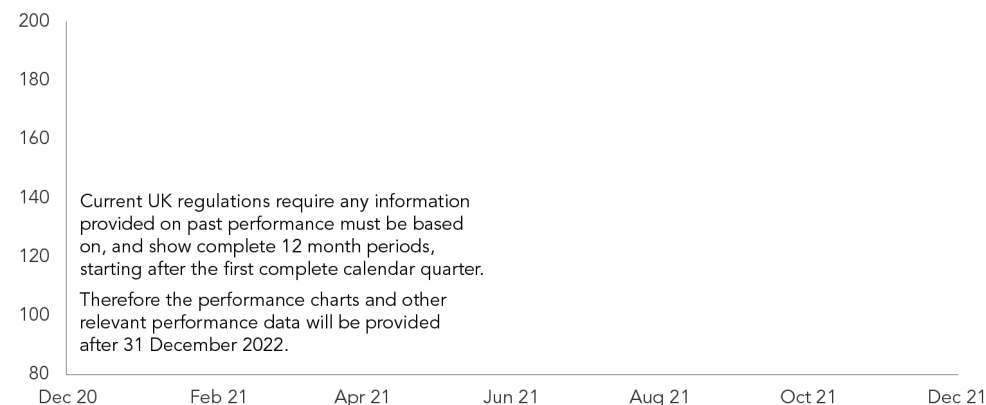 200
180
160
140
120
100
80
Current UK regulations require any information
provided on past performance must be based
on, and show complete 12 month periods,
starting after the first complete calendar quarter.
Therefore the performance charts and other
relevant performance data will be provided
after 31 December 2022.
Dec 20 Feb 21 Apr 21 Jun 21 Aug 21 Oct 21 Dec 21